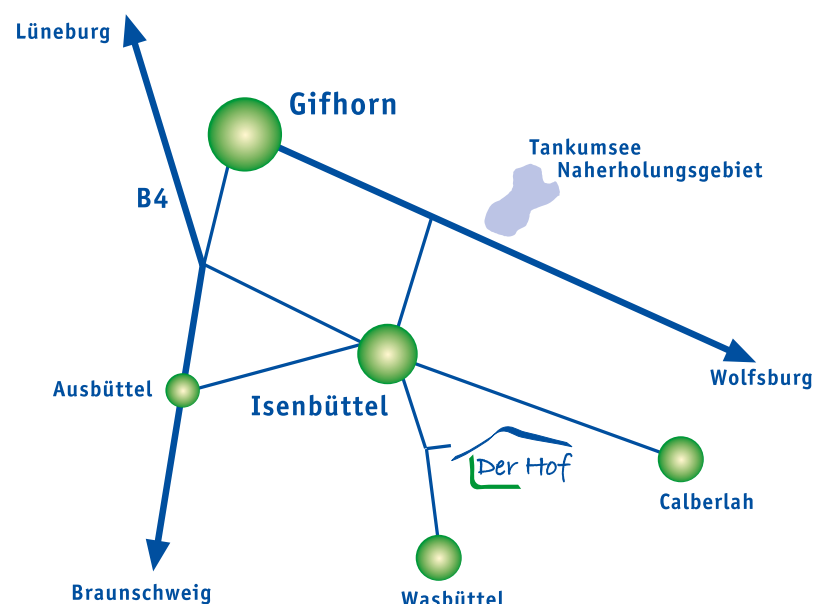 Lüneburg
Gifhorn
Tankumsee
Naherholungsgebiet
B4
Wolfsburg
Ausbüttel
Isenbüttel
Der Hof
Calberlah
Braunschweig
Wasbüttel